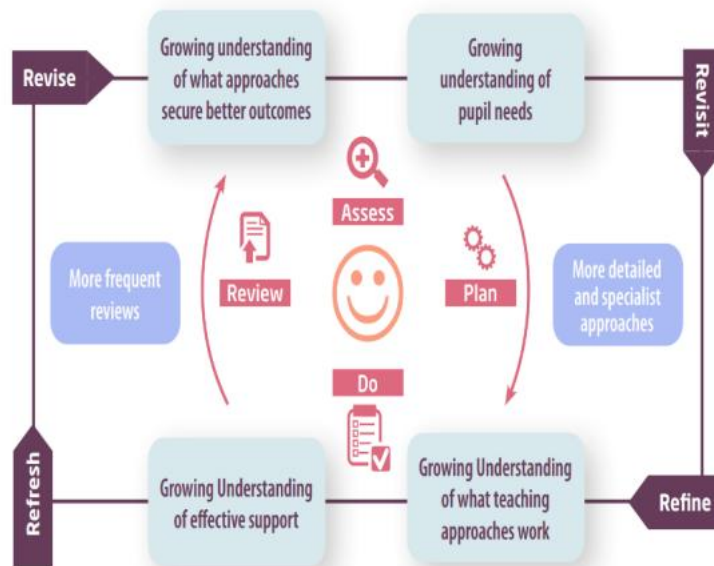 Revise
Growing understanding
of what approaches
secure better outcomes
Growing
understanding of
pupil needs
Revisit
Assess
Review
Plan
More frequent
reviews
More detailed
and specialist
approaches
Do
Refresh
Growing Understanding
of effective support
Growing Understanding
of what teaching
approaches work
Refine